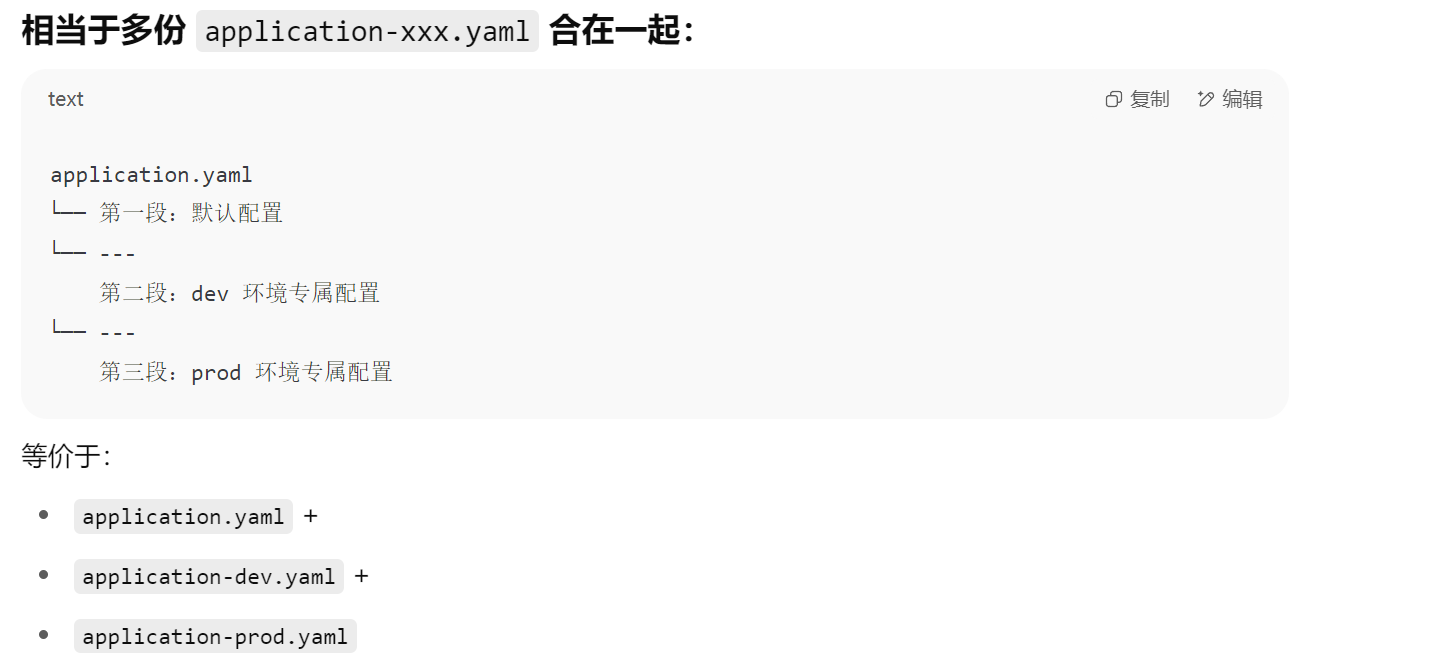 相当于多份 application-xxx.yaml 合在一起：
text 复制 编辑
application.yaml
└── 第一段：默认配置
└── ---
    第二段：dev 环境专属配置
└── ---
    第三段：prod 环境专属配置
等价于：
• application.yaml +
• application-dev.yaml +
• application-prod.yaml